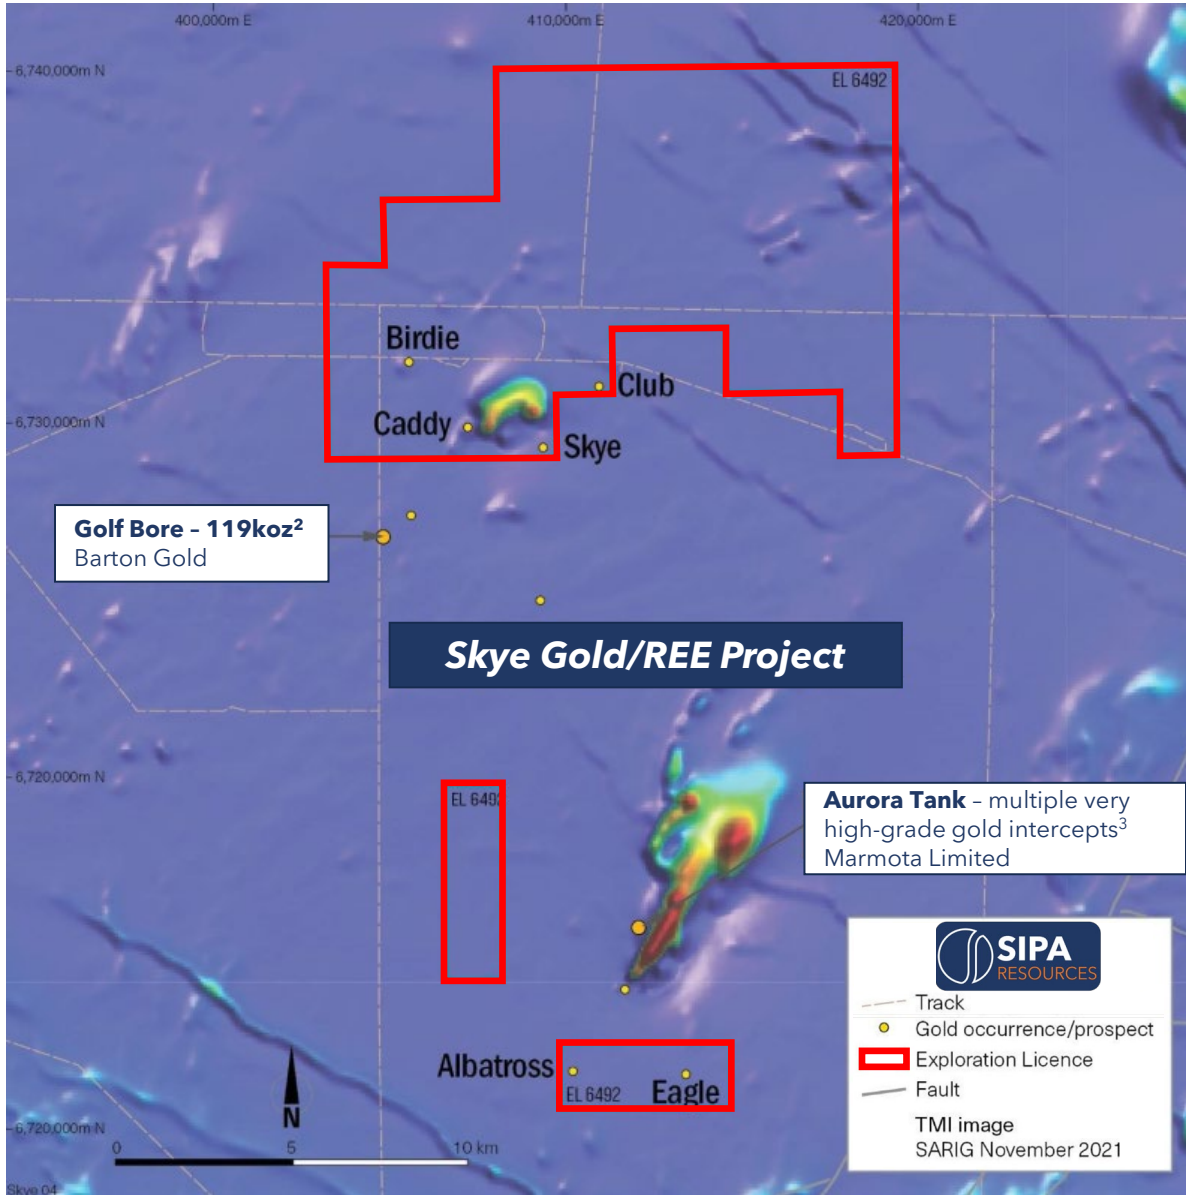 400,000m E
410,000m E
420,000m E
6,740,000m N
EL 6492
Birdie
Club
Caddy
6,730,000m N
Skye
Golf Bore – 119koz²
Barton Gold
Skye Gold/REE Project
6,720,000m N
EL 6492
Aurora Tank – multiple very
high-grade gold intercepts³
Marmota Limited
SIPA
RESOURCES
Track
Gold occurrence/prospect
Exploration Licence
Fault
TMI image
SARIG November 2021
Albatross
EL 6492
Eagle
N
6,720,000m N
0
5
10 km
Skye 04